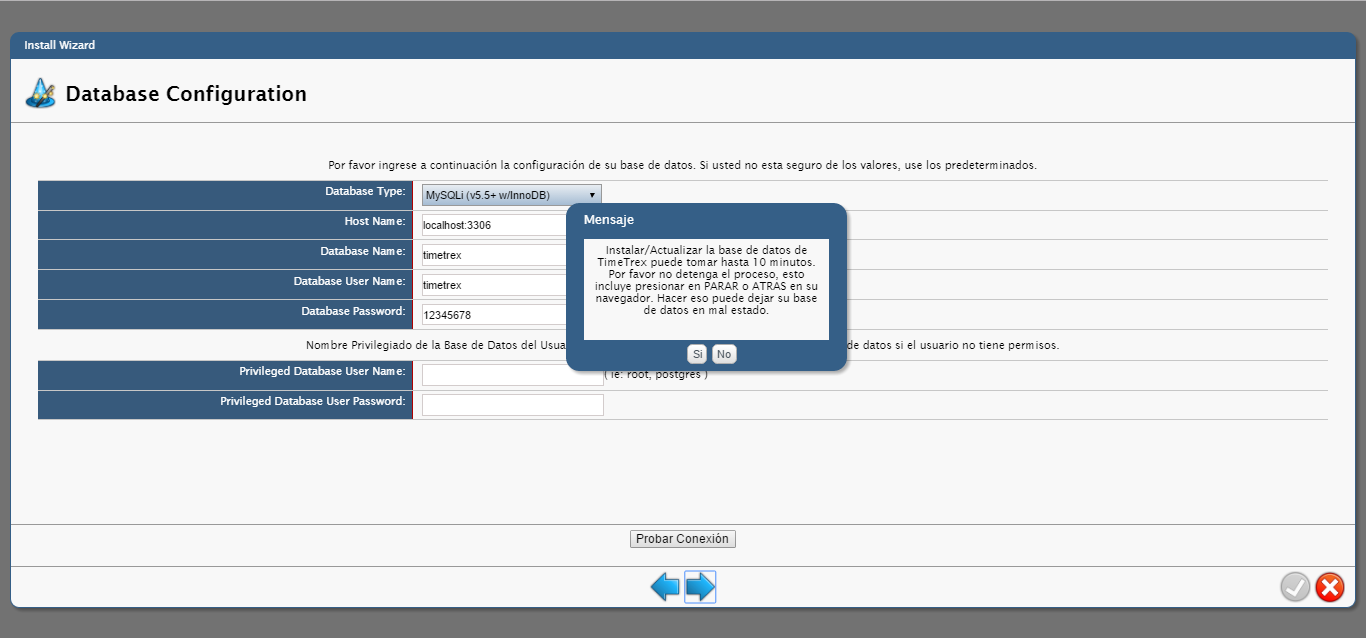 Install Wizard
Database Configuration
Por favor ingrese a continuación la configuración de su base de datos. Si usted no esta seguro de los valores, use los predeterminados.
Database Type: MySQLi (v5.5+ w/InnoDB)
Host Name: localhost:3306
Database Name: timetrex
Database User Name: timetrex
Database Password: 12345678
Mensaje
Instalar/Actualizar la base de datos de
TimeTrex puede tomar hasta 10 minutos.
Por favor no detenga el proceso, esto
incluye presionar en PARAR o ATRAS en su
navegador. Hacer eso puede dejar su base
de datos en mal estado.
Si No
Nombre Privilegiado de la Base de Datos del Usua de datos si el usuario no tiene permisos.
Privileged Database User Name: ( ie: root, postgres )
Privileged Database User Password:
Probar Conexión